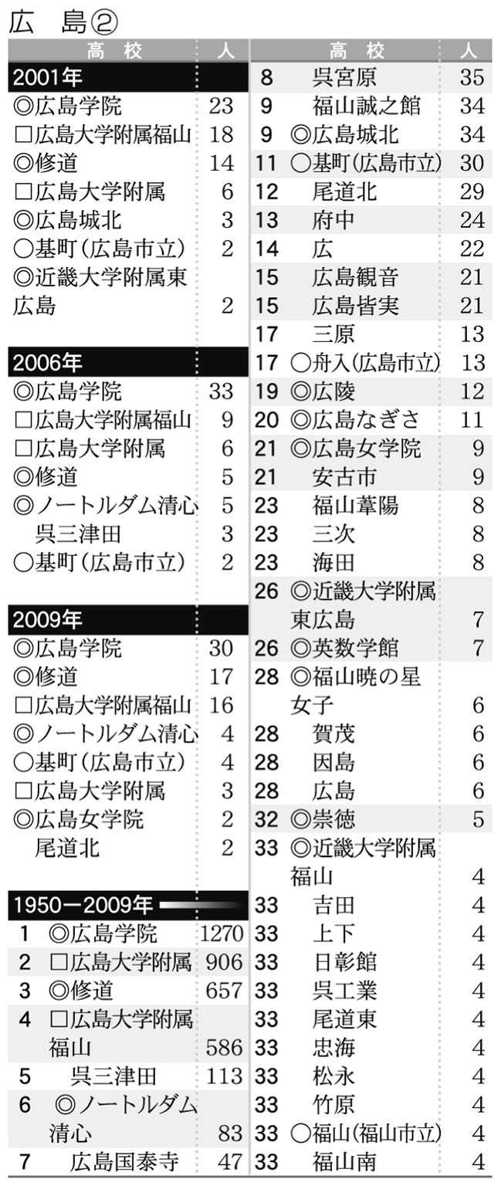 広 島②
高 校 人
2001年
◎広島学院 23
□広島大学附属福山 18
◎修道 14
□広島大学附属 6
◎広島城北 3
○基町(広島市立) 2
◎近畿大学附属東
広島 2
2006年
◎広島学院 33
□広島大学附属福山 9
□広島大学附属 6
◎修道 5
◎ノートルダム清心 5
呉三津田 3
○基町(広島市立) 2
2009年
◎広島学院 30
◎修道 17
□広島大学附属福山 16
◎ノートルダム清心 4
○基町(広島市立) 4
□広島大学附属 3
◎広島女学院 2
尾道北 2
1950－2009年
1 ◎広島学院 1270
2 □広島大学附属 906
3 ◎修道 657
4 □広島大学附属
福山 586
5 呉三津田 113
6 ◎ノートルダム
清心 83
7 広島国泰寺 47
高 校 人
8 呉宮原 35
9 福山誠之館 34
9 ◎広島城北 34
11 ○基町(広島市立) 30
12 尾道北 29
13 府中 24
14 広 22
15 広島観音 21
15 広島皆実 21
17 三原 13
17 ○舟入(広島市立) 13
19 ◎広陵 12
20 ◎広島なぎさ 11
21 ◎広島女学院 9
21 安古市 9
23 福山葦陽 8
23 三次 8
23 海田 8
26 ◎近畿大学附属
東広島 7
26 ◎英数学館 7
28 ◎福山暁の星
女子 6
28 賀茂 6
28 因島 6
28 広島 6
32 ◎崇徳 5
33 ◎近畿大学附属
福山 4
33 吉田 4
33 上下 4
33 日彰館 4
33 呉工業 4
33 尾道東 4
33 忠海 4
33 松永 4
33 竹原 4
33 ○福山(福山市立) 4
33 福山南 4